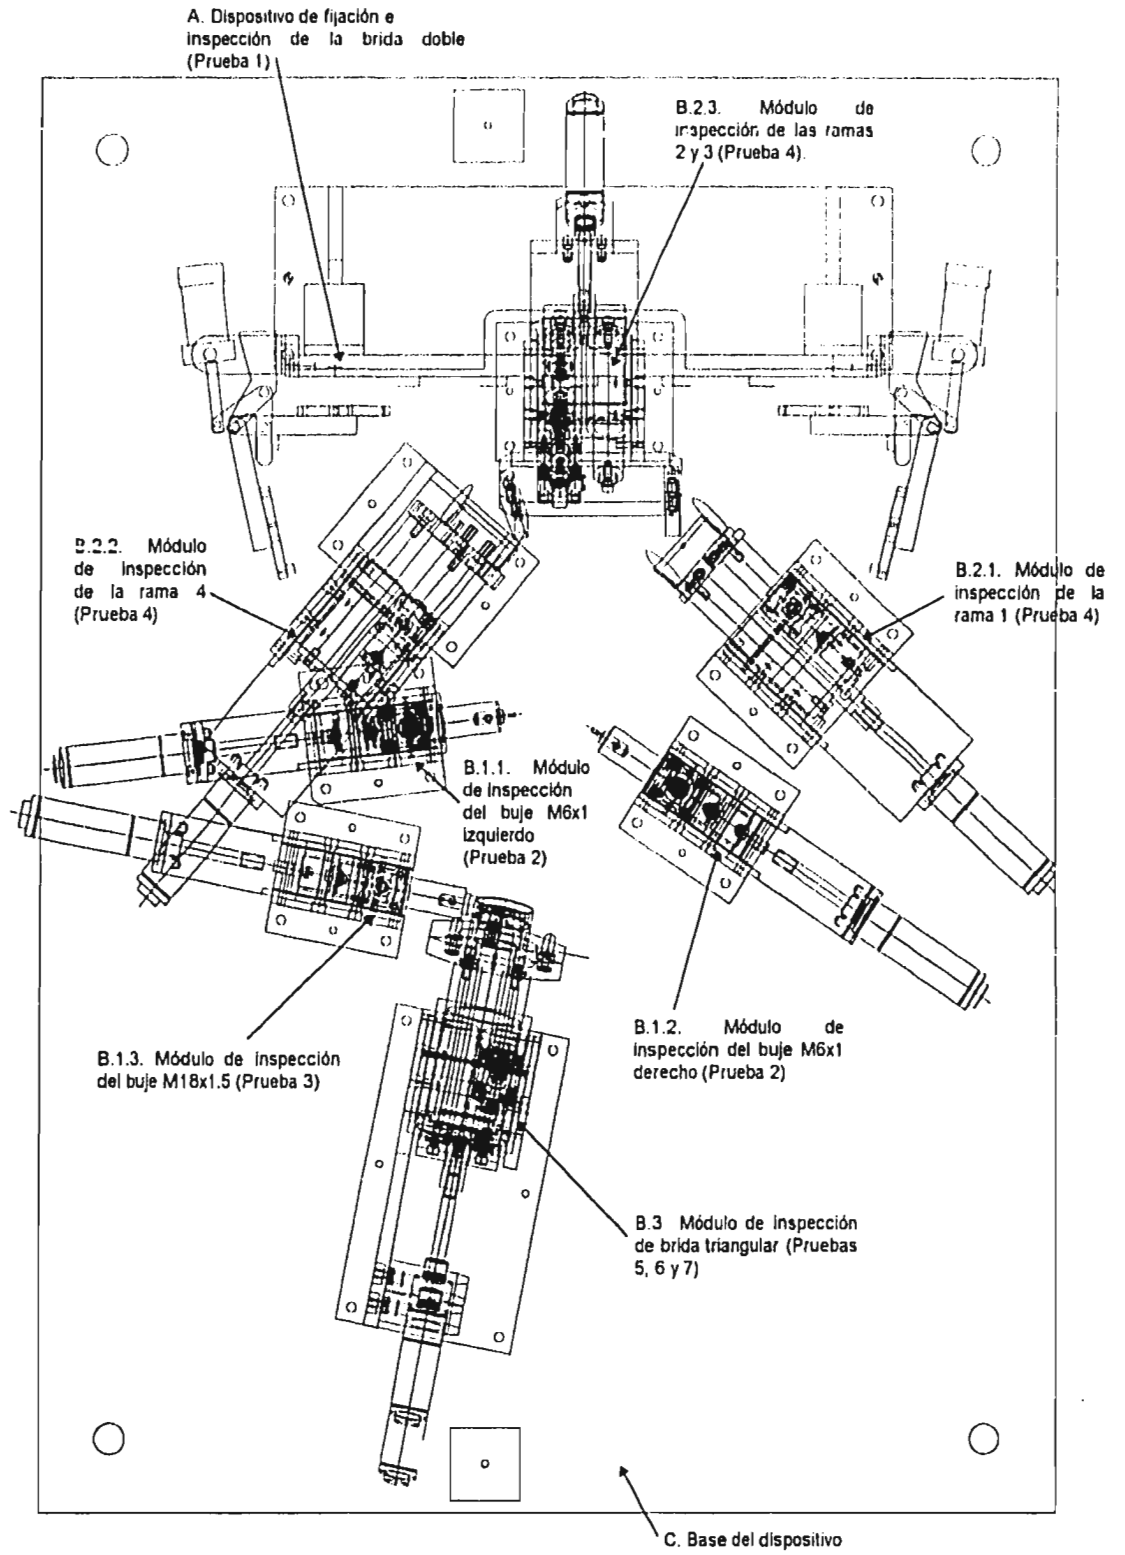 A. Dispositivo de fijación e
inspección de la brida doble
(Prueba 1)
B.2.3. Módulo de
inspección de las ramas
2 y 3 (Prueba 4).
B.2.2. Módulo
de inspección
de la rama 4
(Prueba 4)
B.2.1. Módulo de
inspección de la
rama 1 (Prueba 4)
B.1.1. Módulo
de inspección
del buje M6x1
izquierdo
(Prueba 2)
B.1.3. Módulo de inspección
del buje M18x1.5 (Prueba 3)
B.1.2. Módulo de
inspección del buje M6x1
derecho (Prueba 2)
B.3 Módulo de inspección
de brida triangular (Pruebas
5, 6 y 7)
C. Base del dispositivo